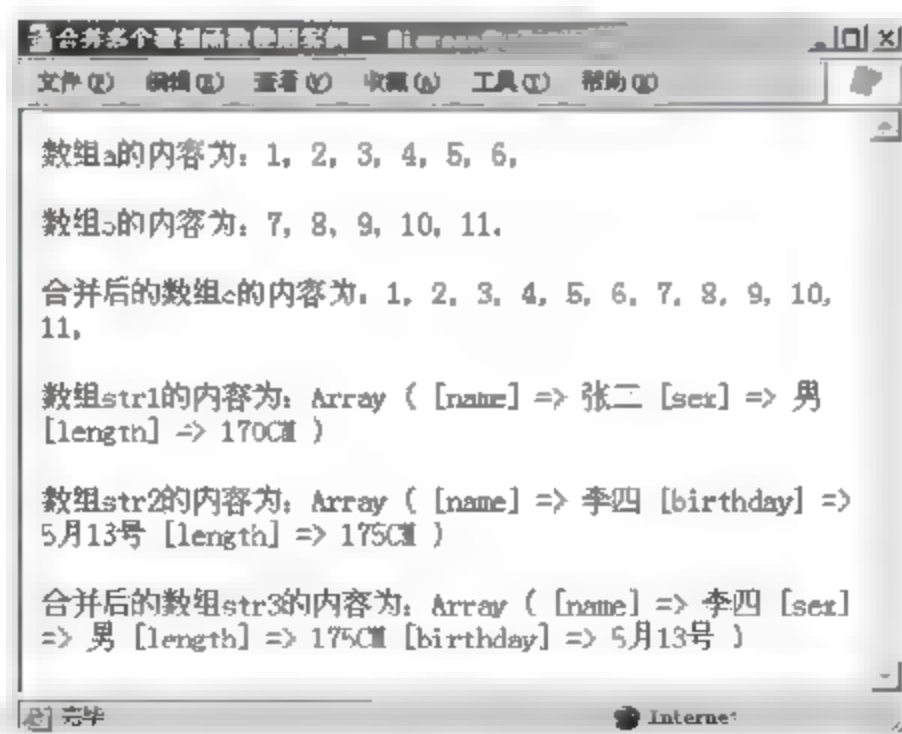 合并多个数组函数使用实例 -
文件(F) 编辑(E) 查看(V) 收藏(A) 工具(T) 帮助(H)
数组a的内容为：1, 2, 3, 4, 5, 6,
数组b的内容为：7, 8, 9, 10, 11,
合并后的数组c的内容为：1, 2, 3, 4, 5, 6, 7, 8, 9, 10,
11,
数组str1的内容为：Array ( [name] => 张二 [sex] => 男
[length] => 170CM )
数组str2的内容为：Array ( [name] => 李四 [birthday] =>
5月13号 [length] => 175CM )
合并后的数组str3的内容为：Array ( [name] => 李四 [sex]
=> 男 [length] => 175CM [birthday] => 5月13号 )
完毕 Internet